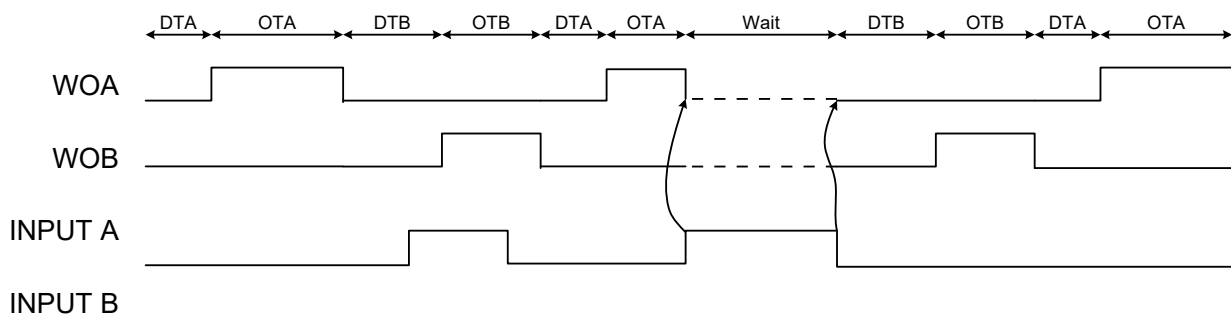 DTA OTA DTB OTB DTA OTA Wait DTB OTB DTA OTA
WOA
WOB
INPUT A
INPUT B